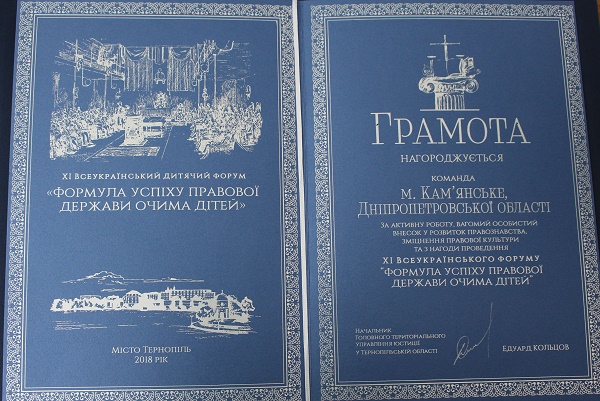 XI Всеукраїнський дитячий форум
«Формула успіху правової
держави очима дітей»
Місто Тернопіль
2018 рік
Грамота
нагороджується
команда
м. Кам'янське,
Дніпропетровської області
за активну роботу, вагомий особистий
внесок у розвиток правознавства,
зміцнення правової культури
та з нагоди проведення
XI Всеукраїнського форуму
"Формула успіху правової
держави очима дітей"
Начальник
Головного територіального
управління юстиції
у Тернопільській області
Едуард Кольцов